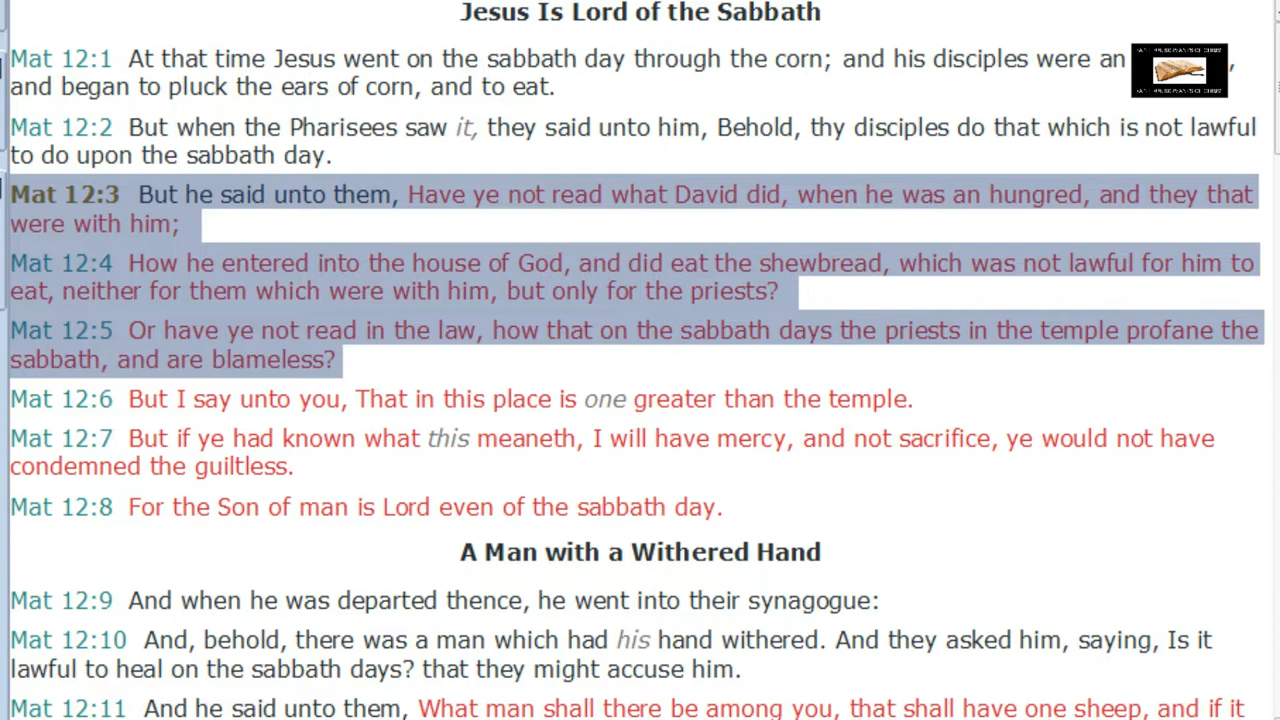 Jesus Is Lord of the Sabbath
Mat 12:1 At that time Jesus went on the sabbath day through the corn; and his disciples were an ,
and began to pluck the ears of corn, and to eat.
Mat 12:2 But when the Pharisees saw it, they said unto him, Behold, thy disciples do that which is not lawful
to do upon the sabbath day.
Mat 12:3 But he said unto them, Have ye not read what David did, when he was an hungred, and they that
were with him;
Mat 12:4 How he entered into the house of God, and did eat the shewbread, which was not lawful for him to
eat, neither for them which were with him, but only for the priests?
Mat 12:5 Or have ye not read in the law, how that on the sabbath days the priests in the temple profane the
sabbath, and are blameless?
Mat 12:6 But I say unto you, That in this place is one greater than the temple.
Mat 12:7 But if ye had known what this meaneth, I will have mercy, and not sacrifice, ye would not have
condemned the guiltless.
Mat 12:8 For the Son of man is Lord even of the sabbath day.
A Man with a Withered Hand
Mat 12:9 And when he was departed thence, he went into their synagogue:
Mat 12:10 And, behold, there was a man which had his hand withered. And they asked him, saying, Is it
lawful to heal on the sabbath days? that they might accuse him.
Mat 12:11 And he said unto them, What man shall there be among you, that shall have one sheep, and if it